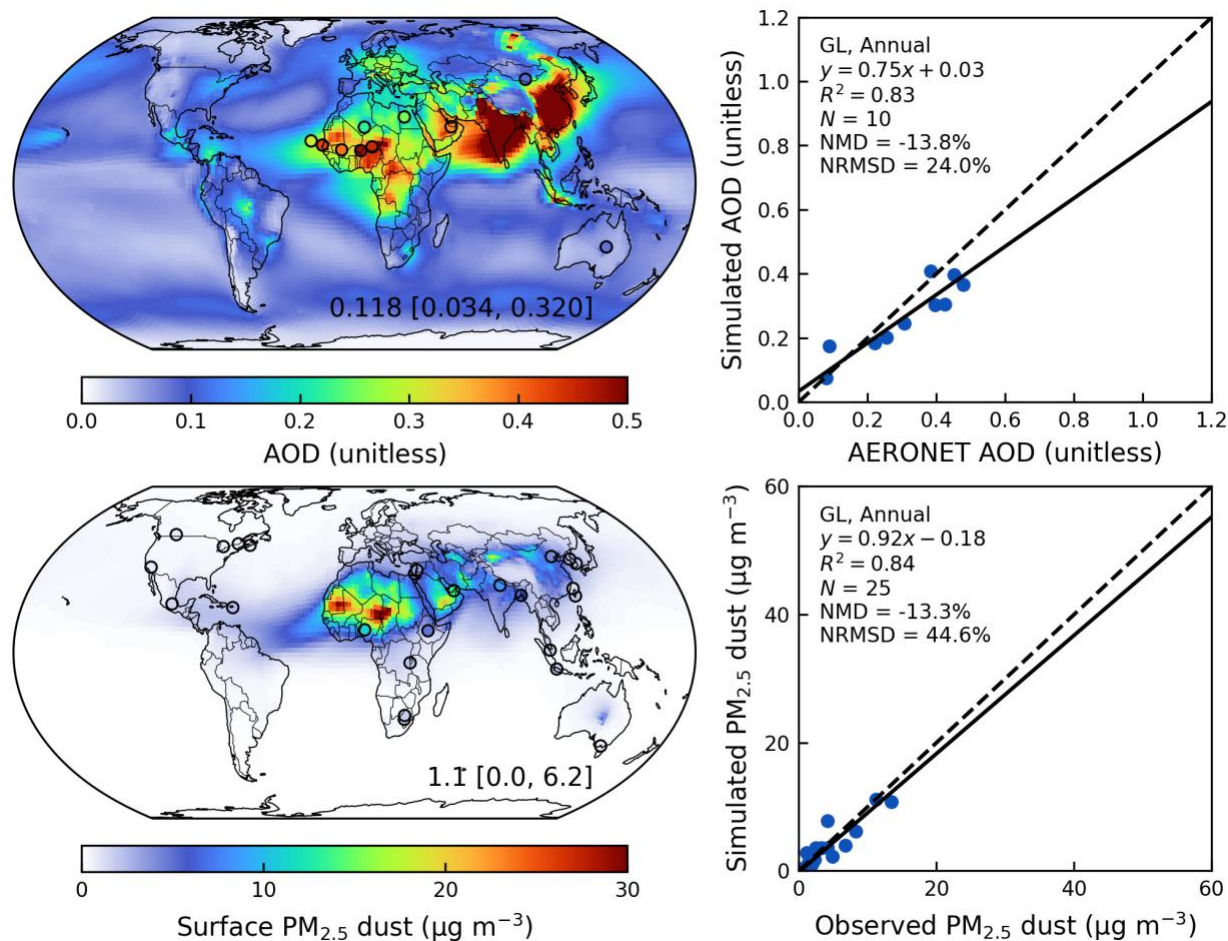 0.118 [0.034, 0.320]
0.0 0.1 0.2 0.3 0.4 0.5
AOD (unitless)
1.2
1.0
0.8
0.6
0.4
0.2
0.0
Simulated AOD (unitless)
GL, Annual
y = 0.75x + 0.03
R² = 0.83
N = 10
NMD = -13.8%
NRMSD = 24.0%
0.0 0.2 0.4 0.6 0.8 1.0 1.2
AERONET AOD (unitless)
1.1 [0.0, 6.2]
0 10 20 30
Surface PM₂.₅ dust (μg m⁻³)
60
40
20
0
Simulated PM₂.₅ dust (μg m⁻³)
GL, Annual
y = 0.92x − 0.18
R² = 0.84
N = 25
NMD = -13.3%
NRMSD = 44.6%
0 20 40 60
Observed PM₂.₅ dust (μg m⁻³)